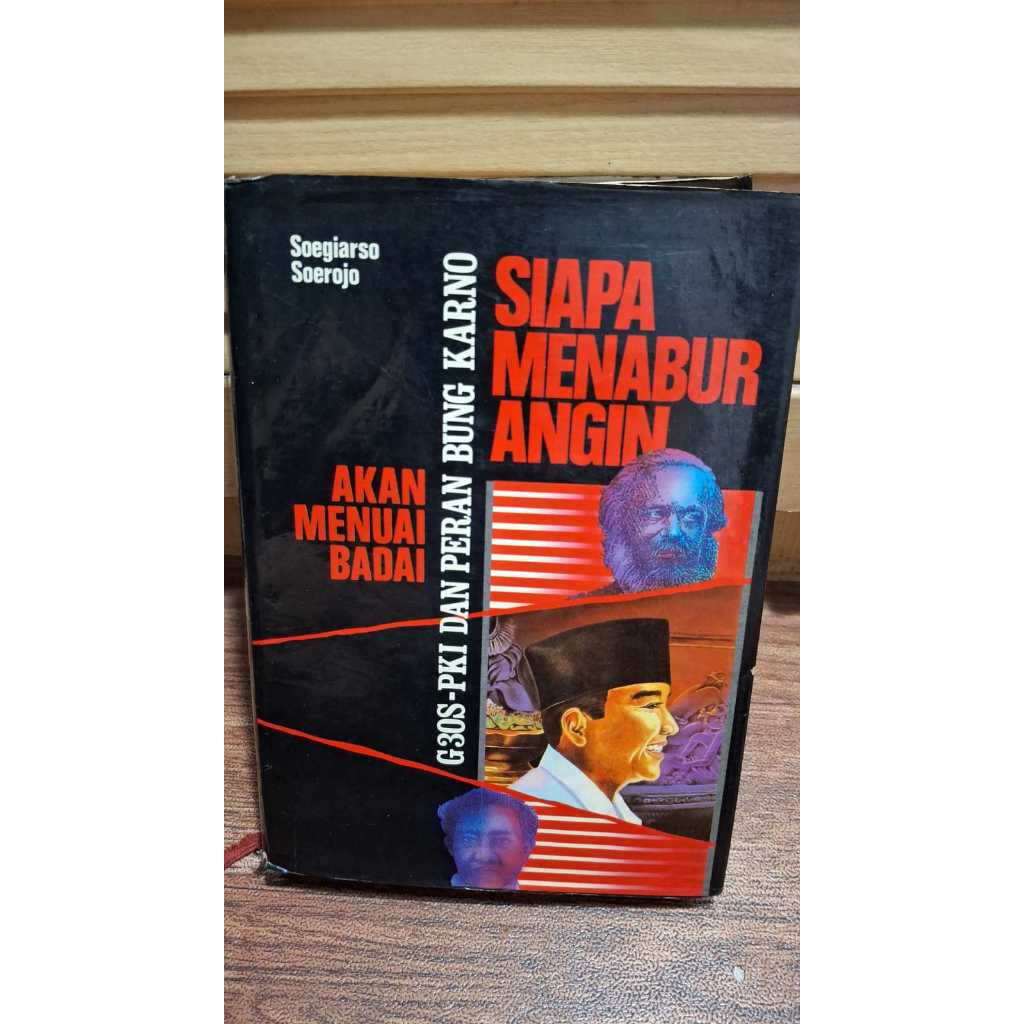 Soegiarso
Soerojo
SIAPA
MENABUR
ANGIN
AKAN
MENUAI
BADAI
G30S-PKI DAN PERAN BUNG KARNO